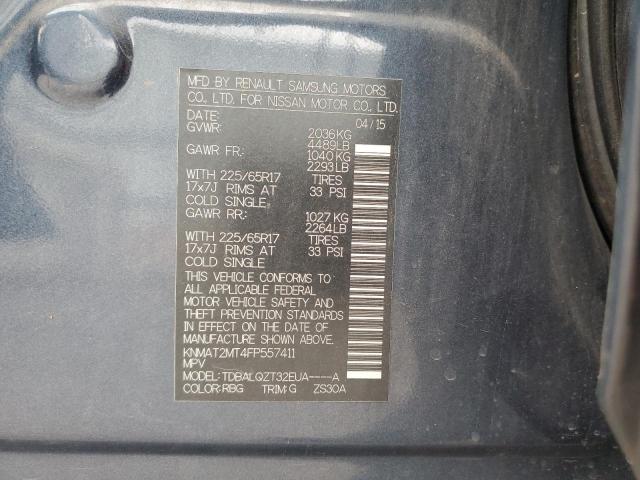 MFD BY RENAULT SAMSUNG MOTORS
CO., LTD. FOR NISSAN MOTOR CO., LTD.
DATE: 04/15
GVWR: 2036KG
4489LB
GAWR FR: 1040KG
2293LB
WITH 225/65R17 TIRES
17x7J RIMS AT 33 PSI
COLD SINGLE
GAWR RR: 1027 KG
2264LB
WITH 225/65R17 TIRES
17x7J RIMS AT 33 PSI
COLD SINGLE
THIS VEHICLE CONFORMS TO
ALL APPLICABLE FEDERAL
MOTOR VEHICLE SAFETY AND
THEFT PREVENTION STANDARDS
IN EFFECT ON THE DATE OF
MANUFACTURE SHOWN ABOVE.
KNMAT2MT4FP557411
MPV
MODEL:TDBALQZT32EUA----A
COLOR:RBG TRIM:G ZS30A